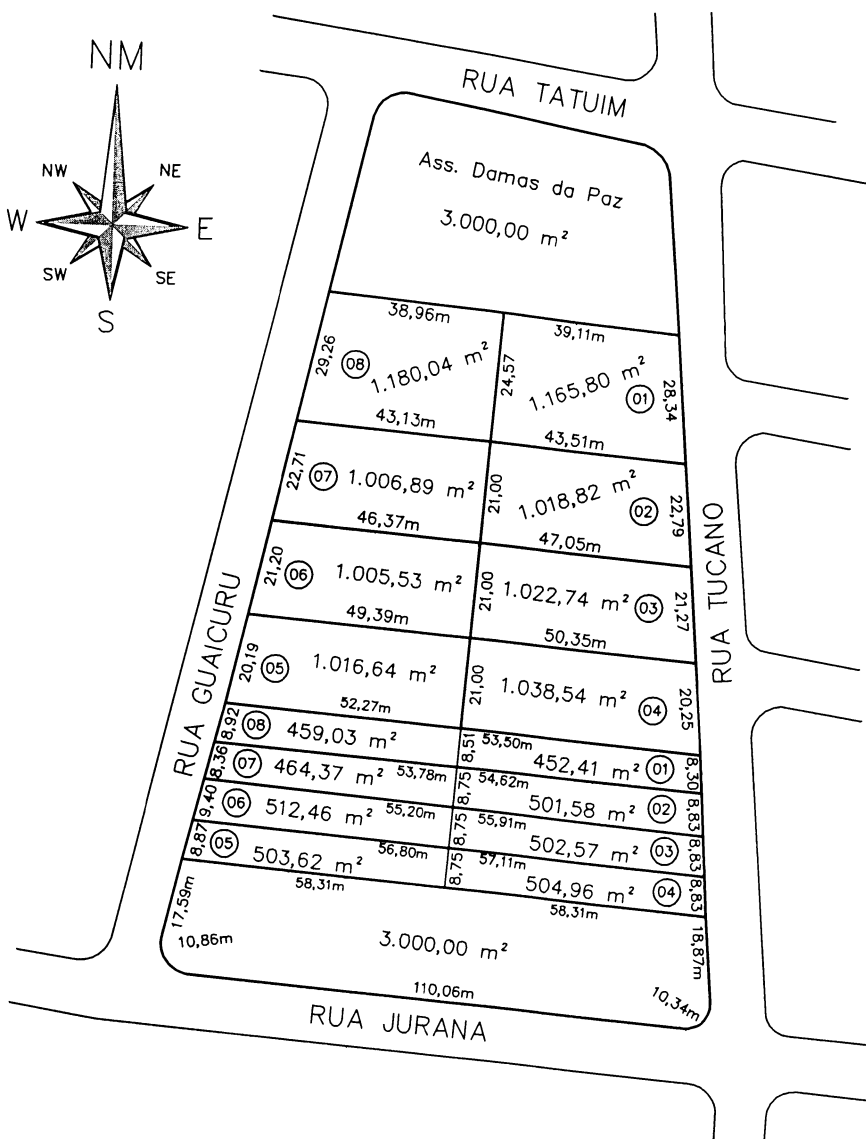 NM
NW
NE
W
E
SW
SE
S
RUA TATUIM
Ass. Damas da Paz
3.000,00 m²
38,96m
39,11m
29,26
08
1.180,04 m²
24,57
1.165,80 m²
01
28,34
43,13m
43,51m
22,71
07
1.006,89 m²
21,00
1.018,82 m²
02
22,79
46,37m
47,05m
21,20
06
1.005,53 m²
21,00
1.022,74 m²
03
21,27
49,39m
50,35m
20,19
05
1.016,64 m²
21,00
1.038,54 m²
04
20,25
52,27m
53,50m
8,92
08
459,03 m²
8,51
452,41 m²
01
8,30
53,78m
54,62m
8,36
07
464,37 m²
8,75
501,58 m²
02
8,83
55,20m
55,91m
9,40
06
512,46 m²
8,75
502,57 m²
03
8,83
56,80m
57,11m
8,87
05
503,62 m²
8,75
504,96 m²
04
8,83
58,31m
58,31m
17,59m
10,86m
3.000,00 m²
18,87m
10,34m
110,06m
RUA GUAICURU
RUA TUCANO
RUA JURANA